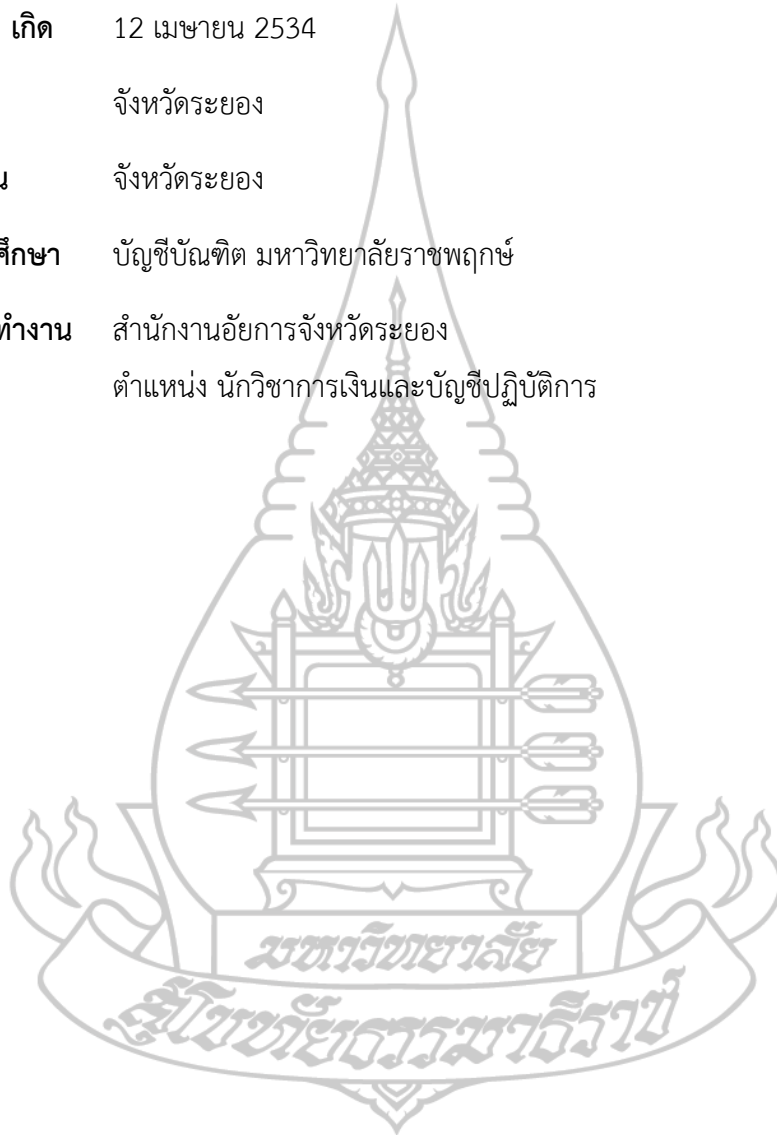 เกิด 12 เมษายน 2534
จังหวัดระยอง
จังหวัดระยอง
ศึกษา บัญชีบัณฑิต มหาวิทยาลัยราชพฤกษ์
ทำงาน สำนักงานอัยการจังหวัดระยอง
ตำแหน่ง นักวิชาการเงินและบัญชีปฏิบัติการ
มหาวิทยาลัย
สุโขทัยธรรมาธิราช